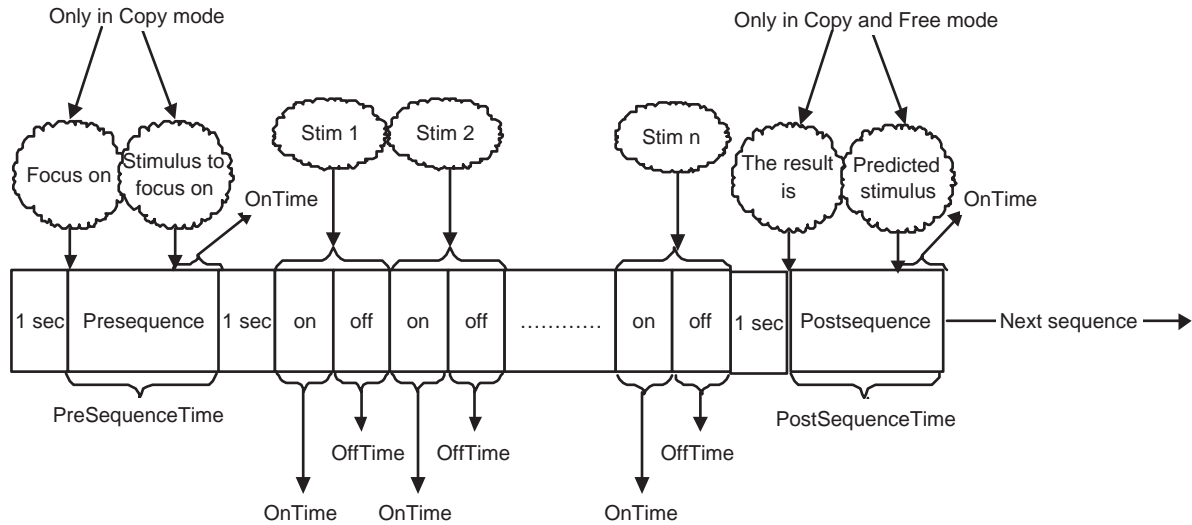 Only in Copy mode
Only in Copy and Free mode
Focus on
Stimulus to
focus on
Stim 1
Stim 2
Stim n
The result
is
Predicted
stimulus
OnTime
OnTime
1 sec
Presequence
1 sec
on
off
on
off
............
on
off
1 sec
Postsequence
Next sequence
PreSequenceTime
PostSequenceTime
OffTime
OffTime
OffTime
OnTime
OnTime
OnTime